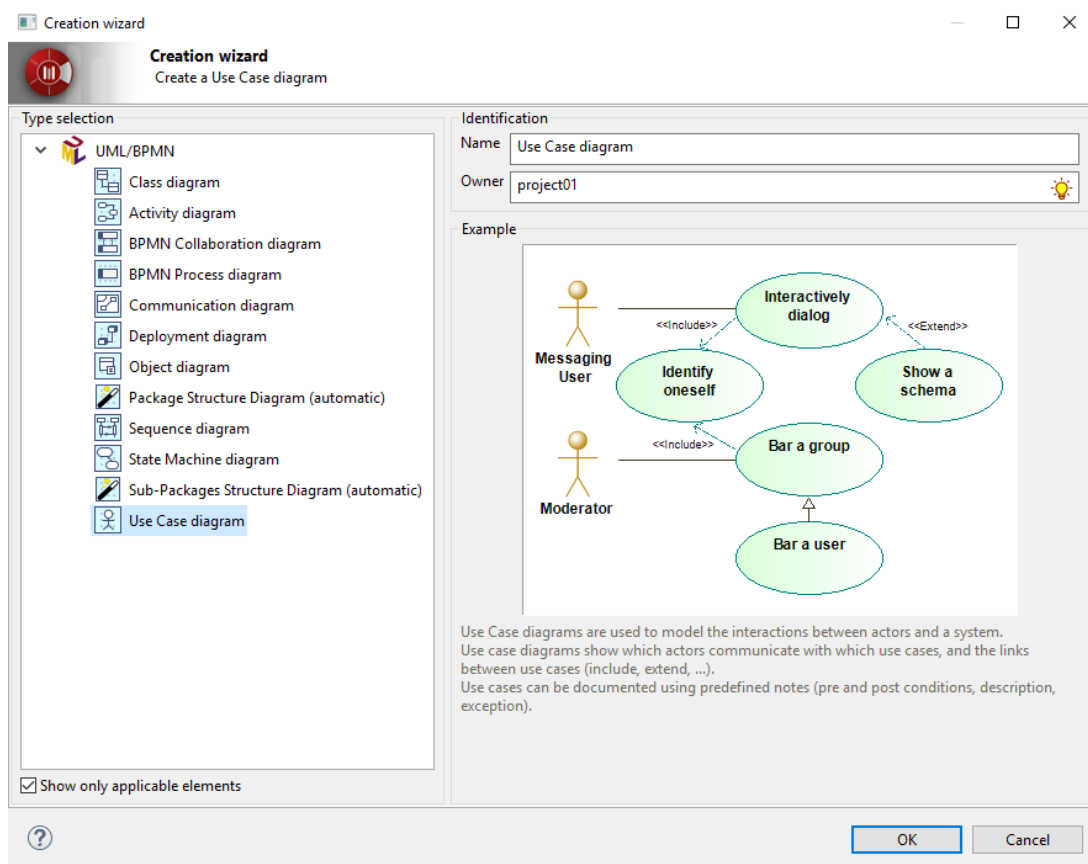 Creation wizard
Creation wizard
Create a Use Case diagram
Type selection
UML/BPMN
Class diagram
Activity diagram
BPMN Collaboration diagram
BPMN Process diagram
Communication diagram
Deployment diagram
Object diagram
Package Structure Diagram (automatic)
Sequence diagram
State Machine diagram
Sub-Packages Structure Diagram (automatic)
Use Case diagram
Show only applicable elements
Identification
Name
Use Case diagram
Owner
project01
Example
Interactively
dialog
<<Include>>
<<Extend>>
Messaging
User
Identify
oneself
Show a
schema
<<Include>>
Bar a group
Moderator
Bar a user
Use Case diagrams are used to model the interactions between actors and a system.
Use case diagrams show which actors communicate with which use cases, and the links
between use cases (include, extend, ...).
Use cases can be documented using predefined notes (pre and post conditions, description,
exception).
?
OK
Cancel